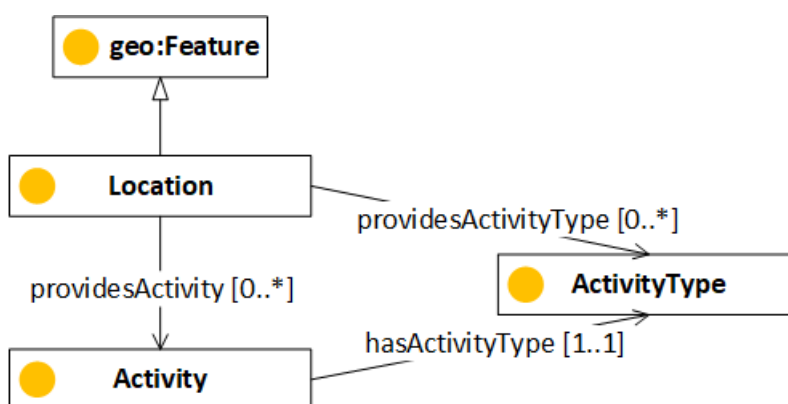 geo:Feature
Location
providesActivityType [0..*]
ActivityType
providesActivity [0..*]
hasActivityType [1..1]
Activity